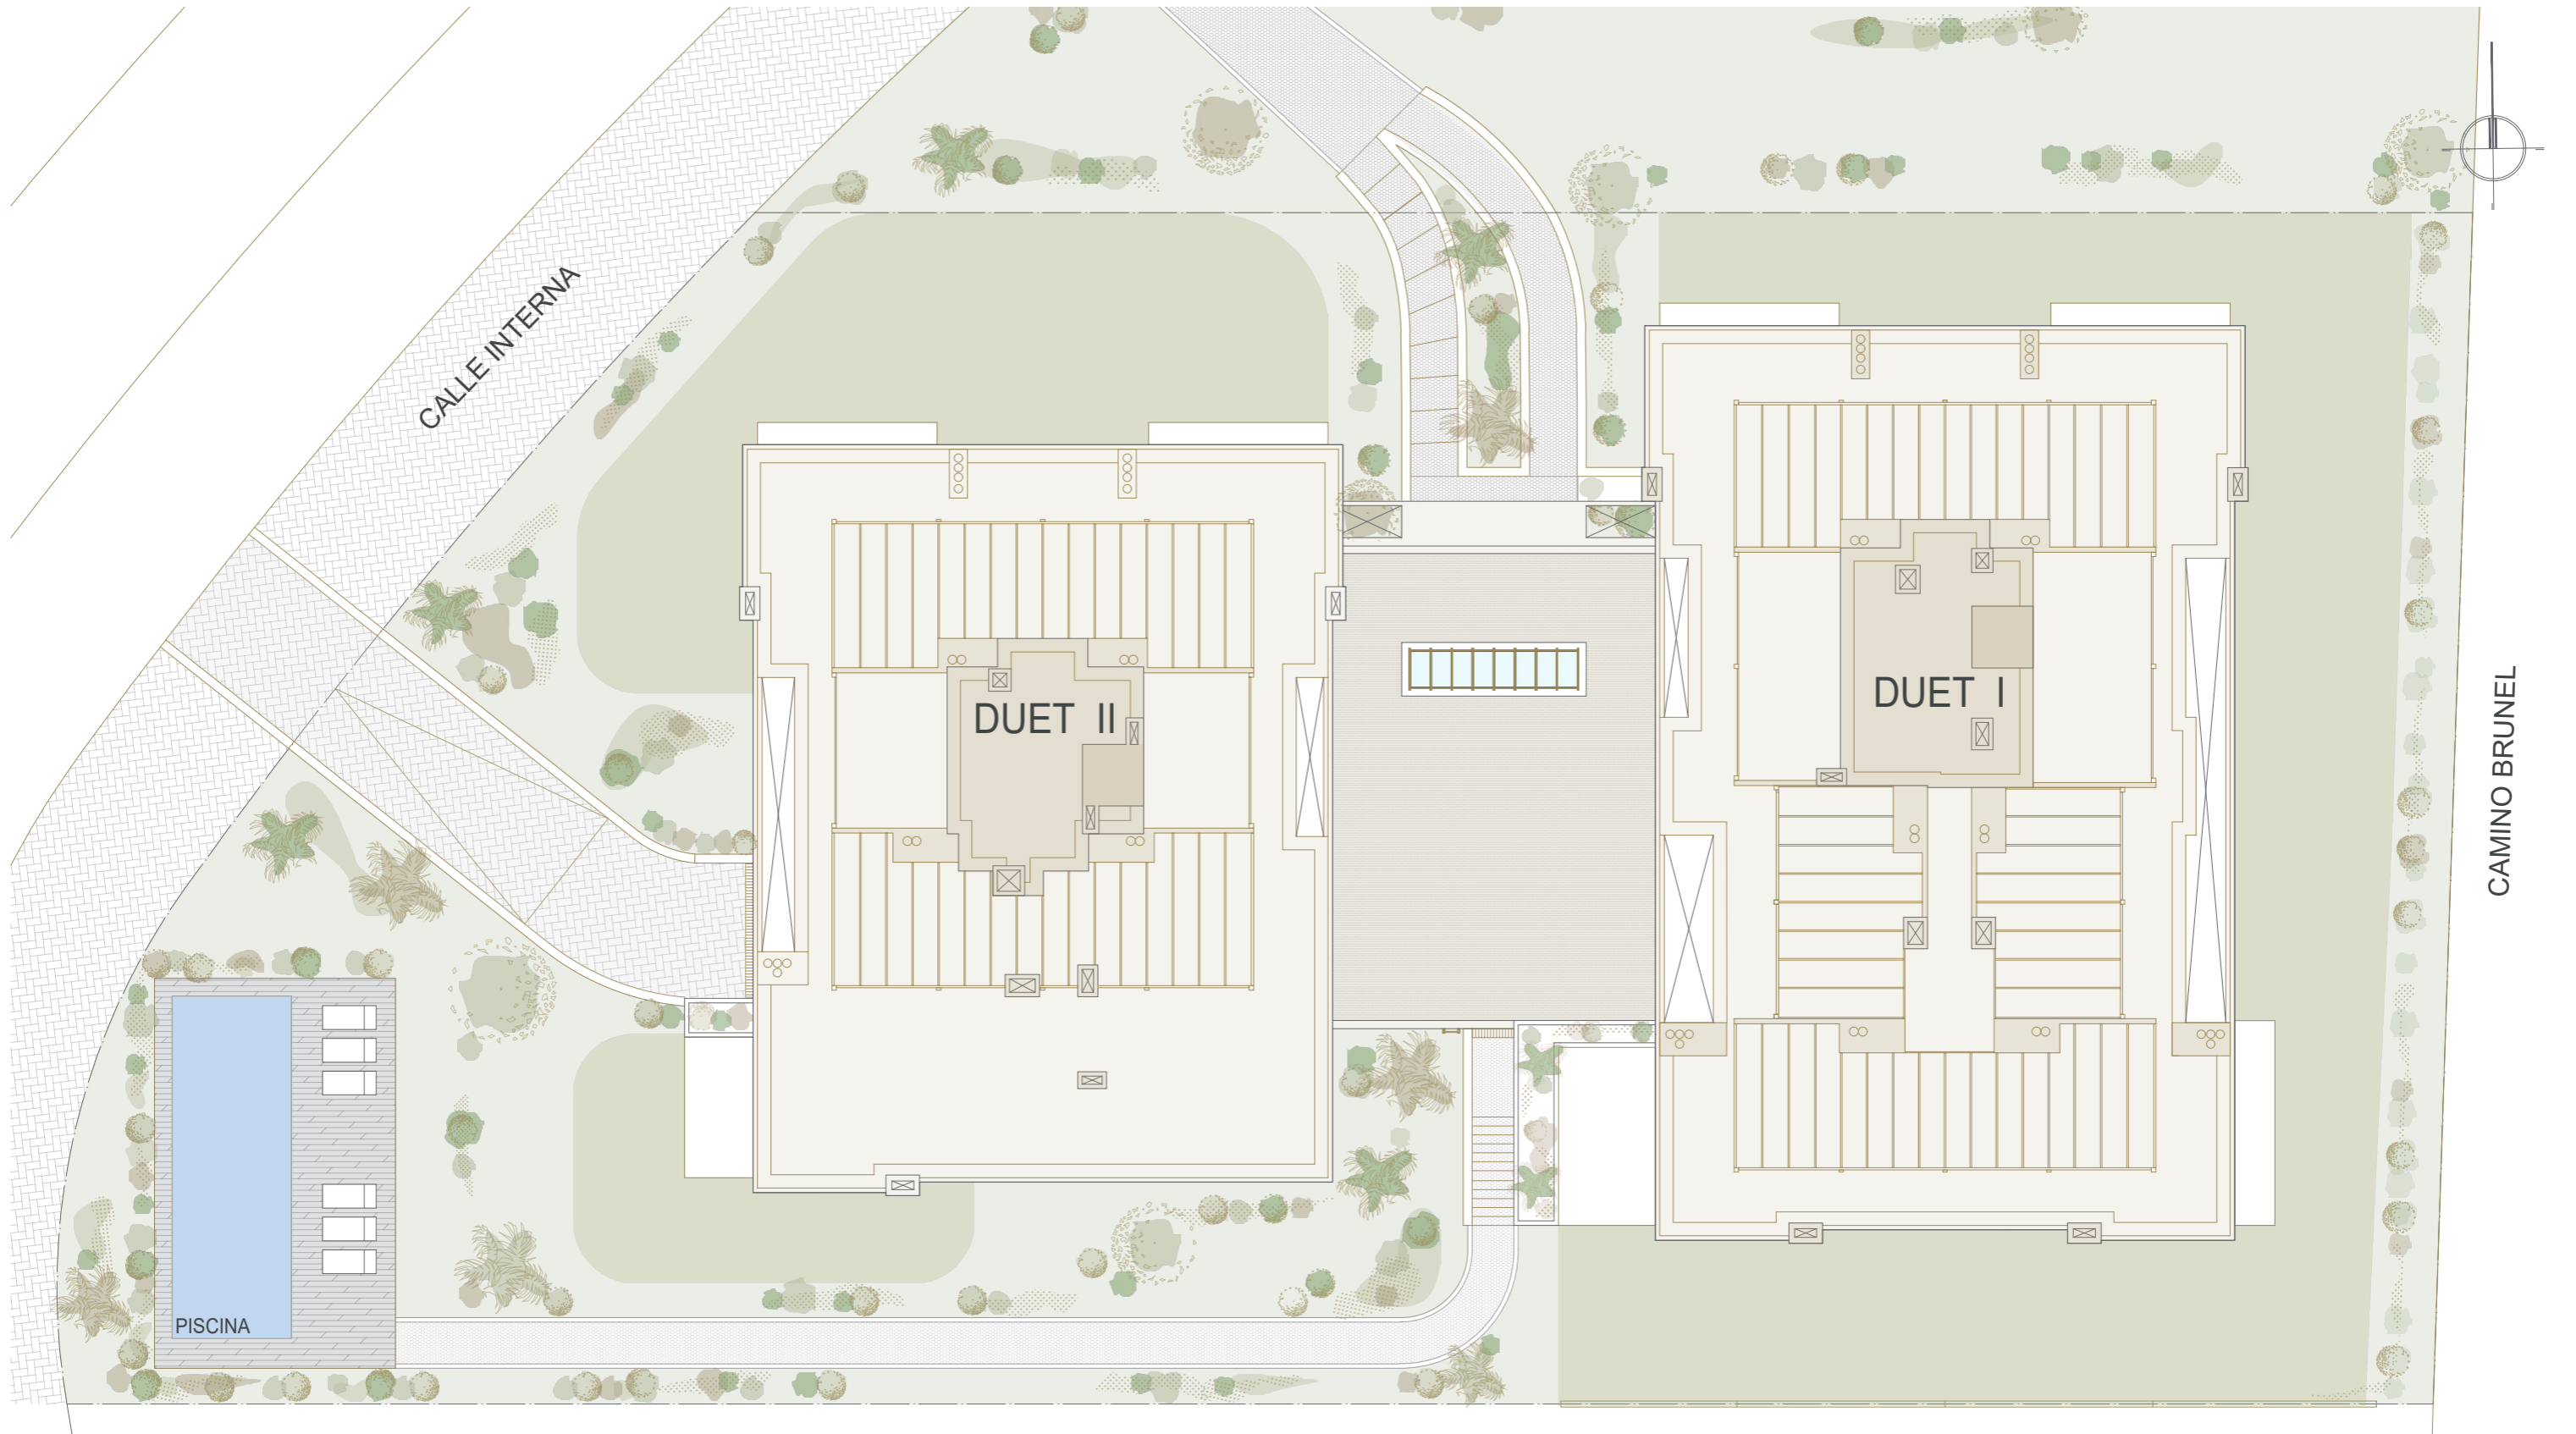 CALLE INTERNA
DUET II
DUET I
CAMINO BRUNEL
PISCINA